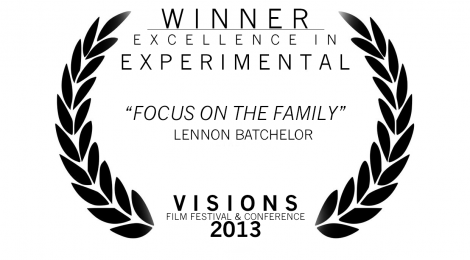 WINNER
EXCELLENCE IN
EXPERIMENTAL
“FOCUS ON THE FAMILY”
LENNON BATCHELOR
VISIONS
FILM FESTIVAL & CONFERENCE
2013